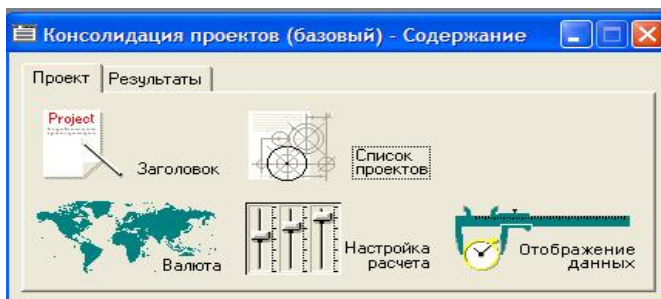 Консолидация проектов (базовый) - Содержание
Проект Результаты
Project
Заголовок
Список
проектов
Валюта
Настройка
расчета
Отображение
данных